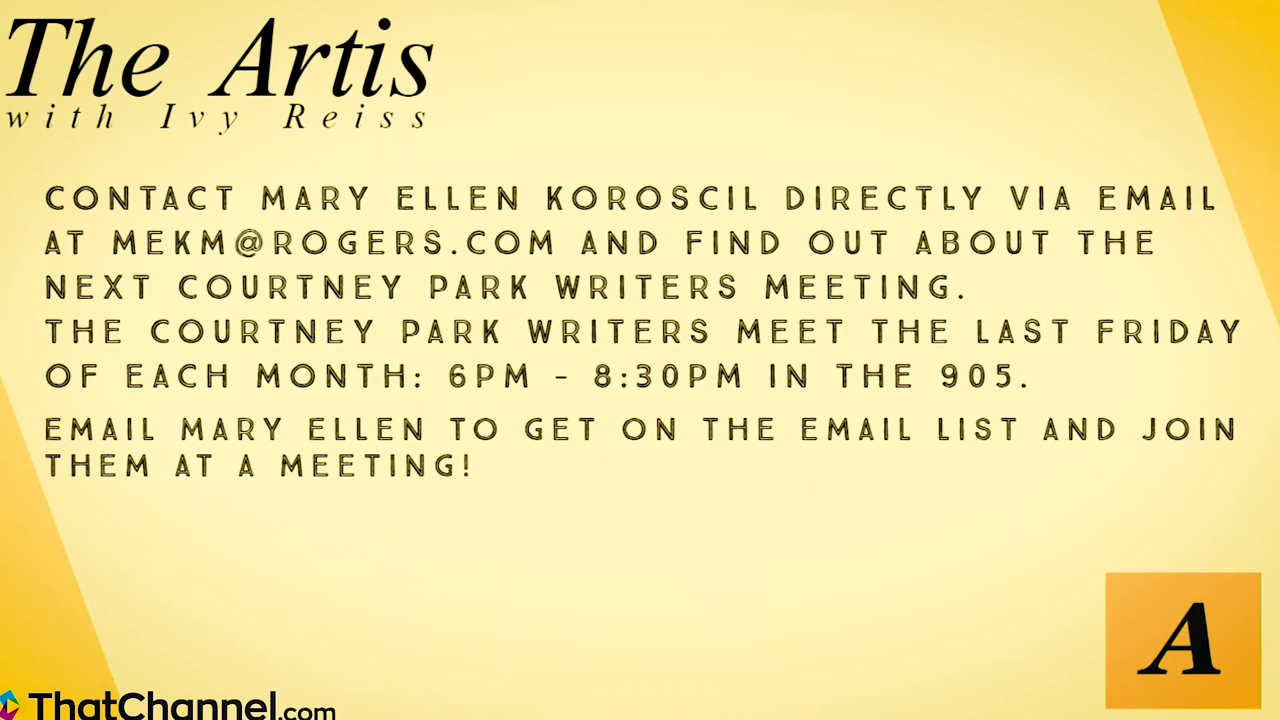 The Artis
with Ivy Reiss
CONTACT MARY ELLEN KOROSCIL DIRECTLY VIA EMAIL
AT MEKM@ROGERS.COM AND FIND OUT ABOUT THE
NEXT COURTNEY PARK WRITERS MEETING.
THE COURTNEY PARK WRITERS MEET THE LAST FRIDAY
OF EACH MONTH: 6PM - 8:30PM IN THE 905.
EMAIL MARY ELLEN TO GET ON THE EMAIL LIST AND JOIN
THEM AT A MEETING!
A
ThatChannel.com